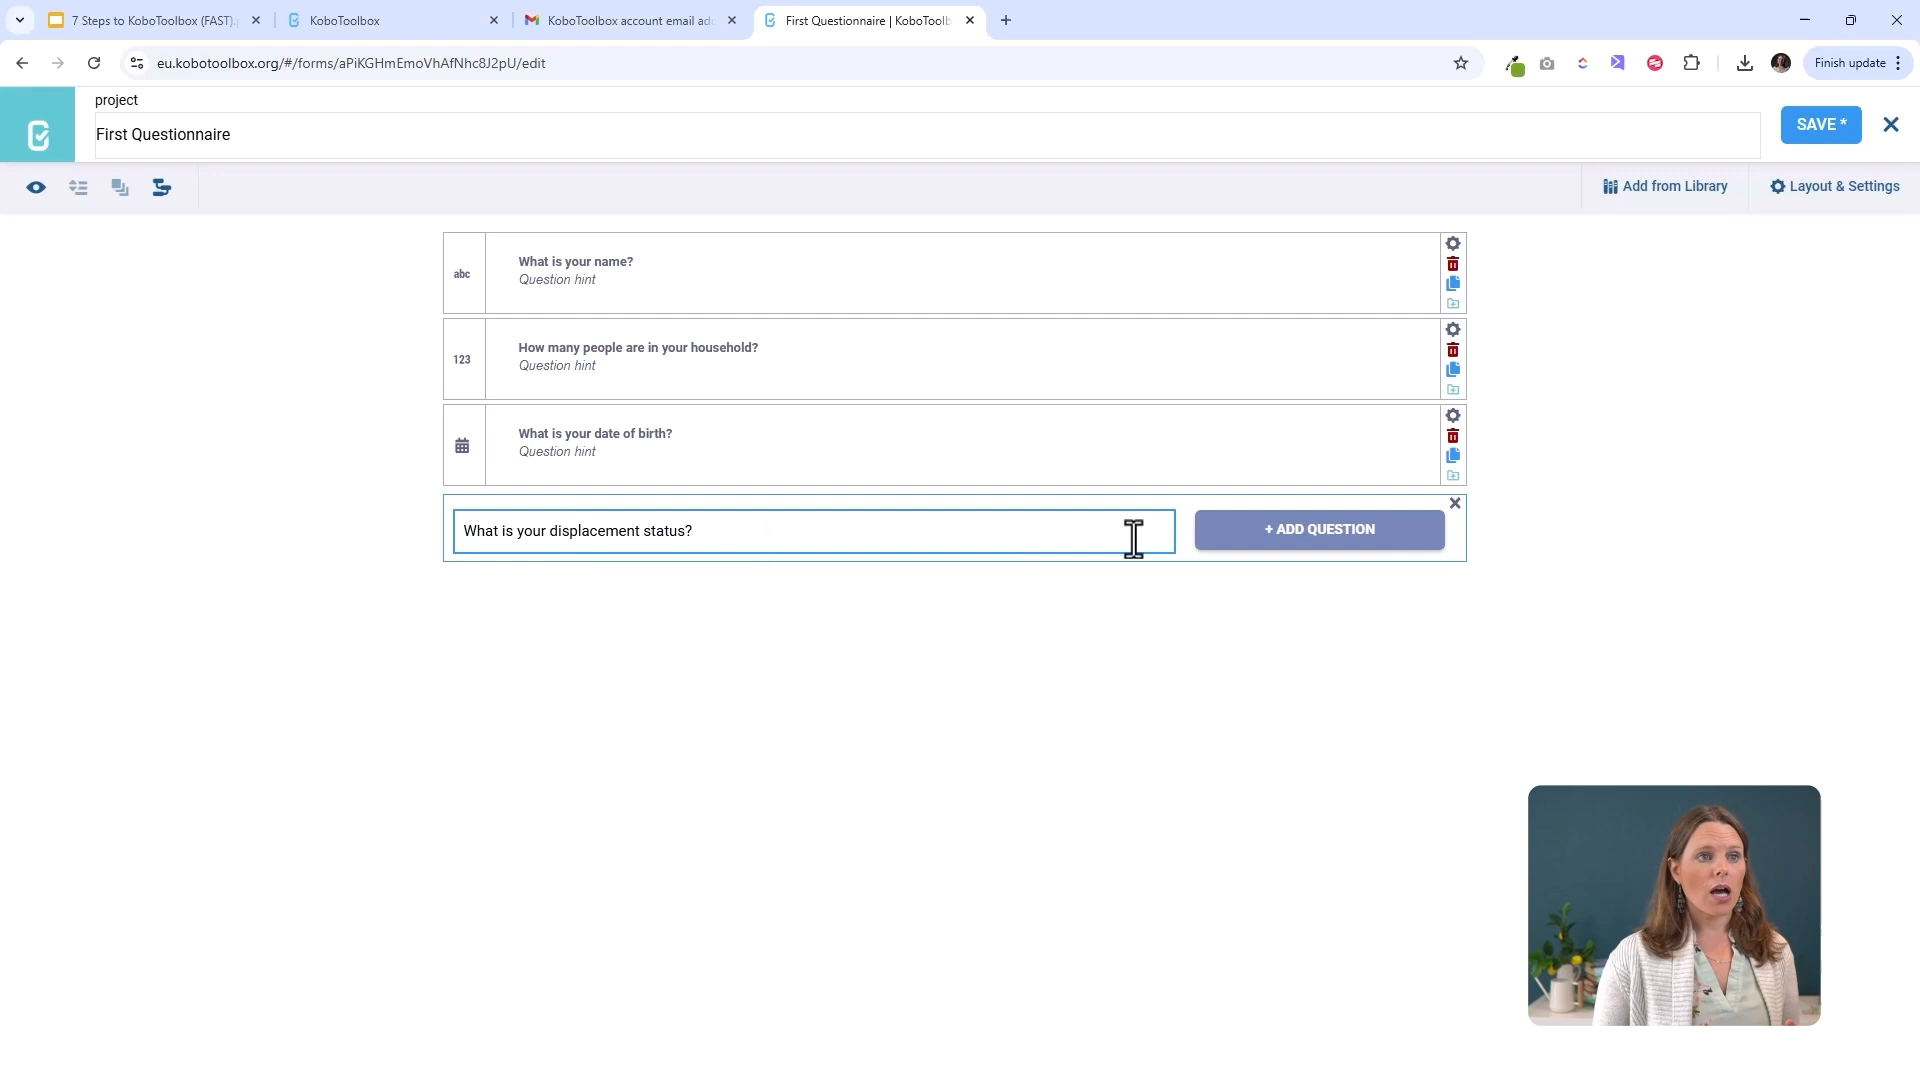 7 Steps to KoboToolbox (FAST).
KoboToolbox
KoboToolbox account email ad
First Questionnaire | KoboToolb
eu.kobotoolbox.org/#/forms/aPiKGHmEmoVhAfNhc8J2pU/edit
Finish update
project
First Questionnaire
SAVE *
Add from Library
Layout & Settings
abc
What is your name?
Question hint
123
How many people are in your household?
Question hint
What is your date of birth?
Question hint
What is your displacement status?
+ ADD QUESTION